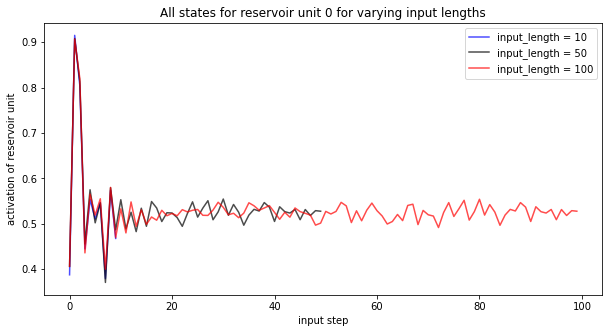 All states for reservoir unit 0 for varying input lengths
input_length = 10
input_length = 50
input_length = 100
activation of reservoir unit
0.9
0.8
0.7
0.6
0.5
0.4
0 20 40 60 80 100
input step